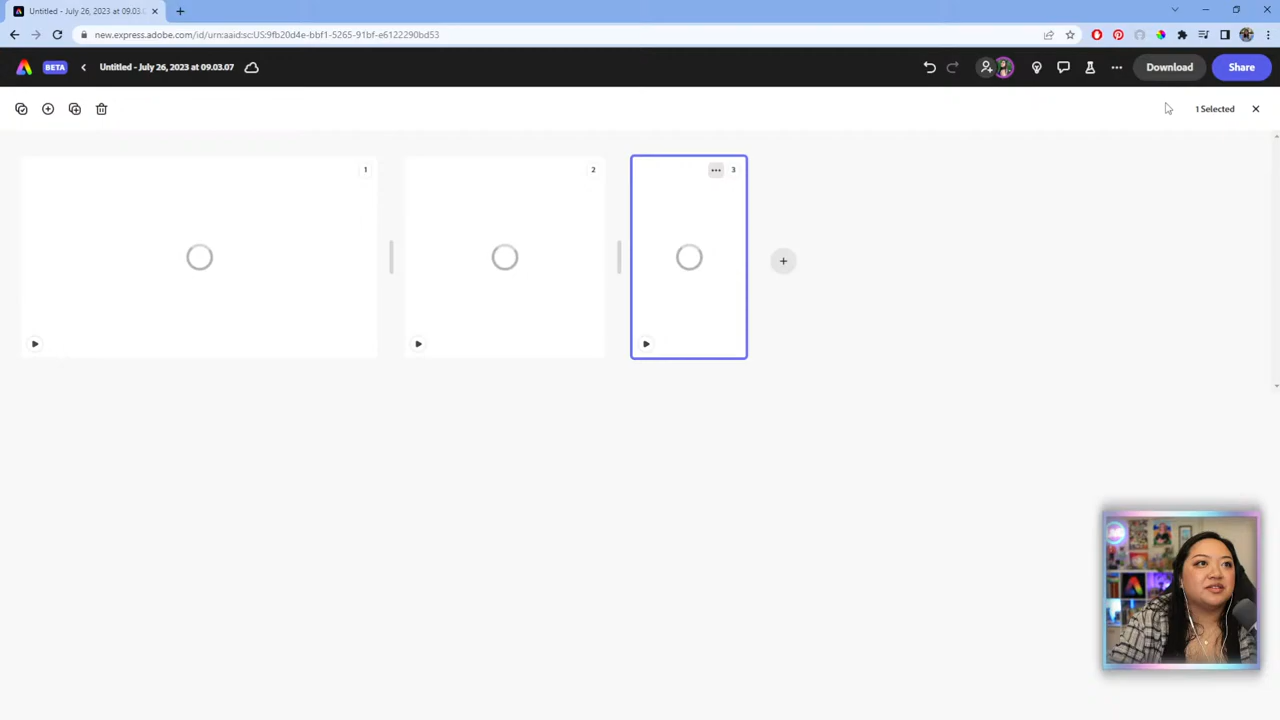 Untitled - July 26, 2023 at 09.03.0
new.express.adobe.com/id/urn:aaid:sc:US:9fb20d4e-bbf1-5265-91bf-e6122290bd53
BETA
Untitled - July 26, 2023 at 09.03.07
Download
Share
1 Selected
1
2
3